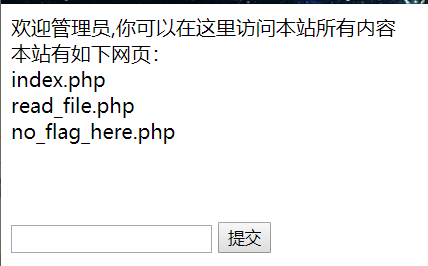 欢迎管理员,你可以在这里访问本站所有内容
本站有如下网页：
index.php
read_file.php
no_flag_here.php
提交